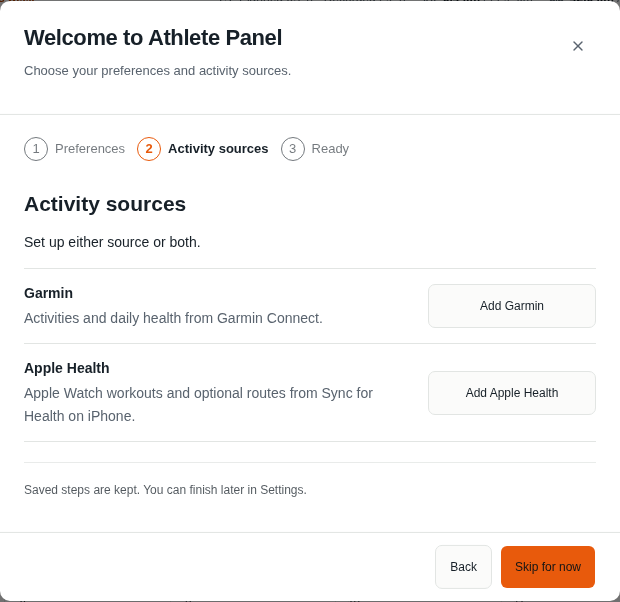 Welcome to Athlete Panel
Choose your preferences and activity sources.
×
1 Preferences 2 Activity sources 3 Ready
Activity sources
Set up either source or both.
Garmin
Activities and daily health from Garmin Connect.
Add Garmin
Apple Health
Apple Watch workouts and optional routes from Sync for
Health on iPhone.
Add Apple Health
Saved steps are kept. You can finish later in Settings.
Back
Skip for now